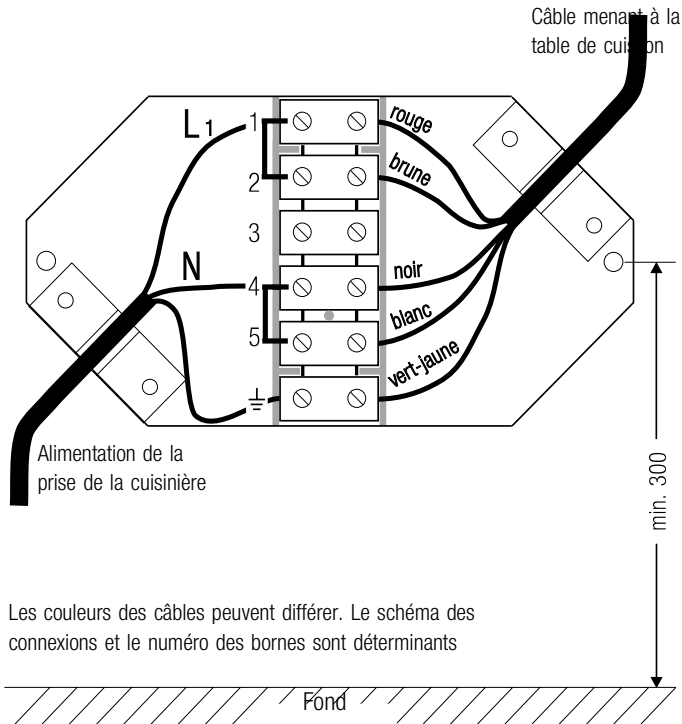 Câble menant à la
table de cuisson
L1
1
rouge
2
brune
3
N
4
noir
5
blanc
vert-jaune
Alimentation de la
prise de la cuisinière
min. 300
Les couleurs des câbles peuvent différer. Le schéma des
connexions et le numéro des bornes sont déterminants
Fond